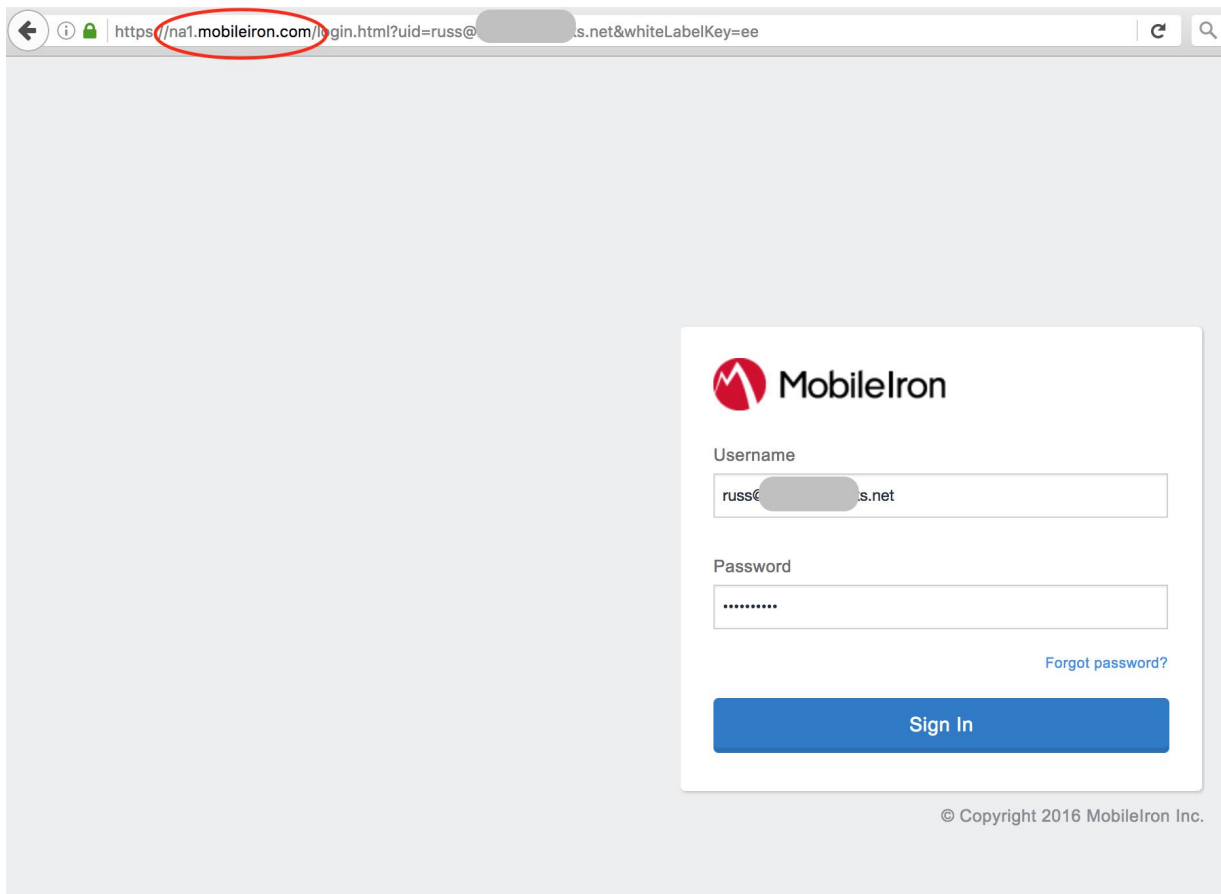 https://na1.mobileiron.com/login.html?uid=russ@ s.net&whiteLabelKey=ee
MobileIron
Username
russ@ s.net
Password
••••••••••
Forgot password?
Sign In
© Copyright 2016 MobileIron Inc.